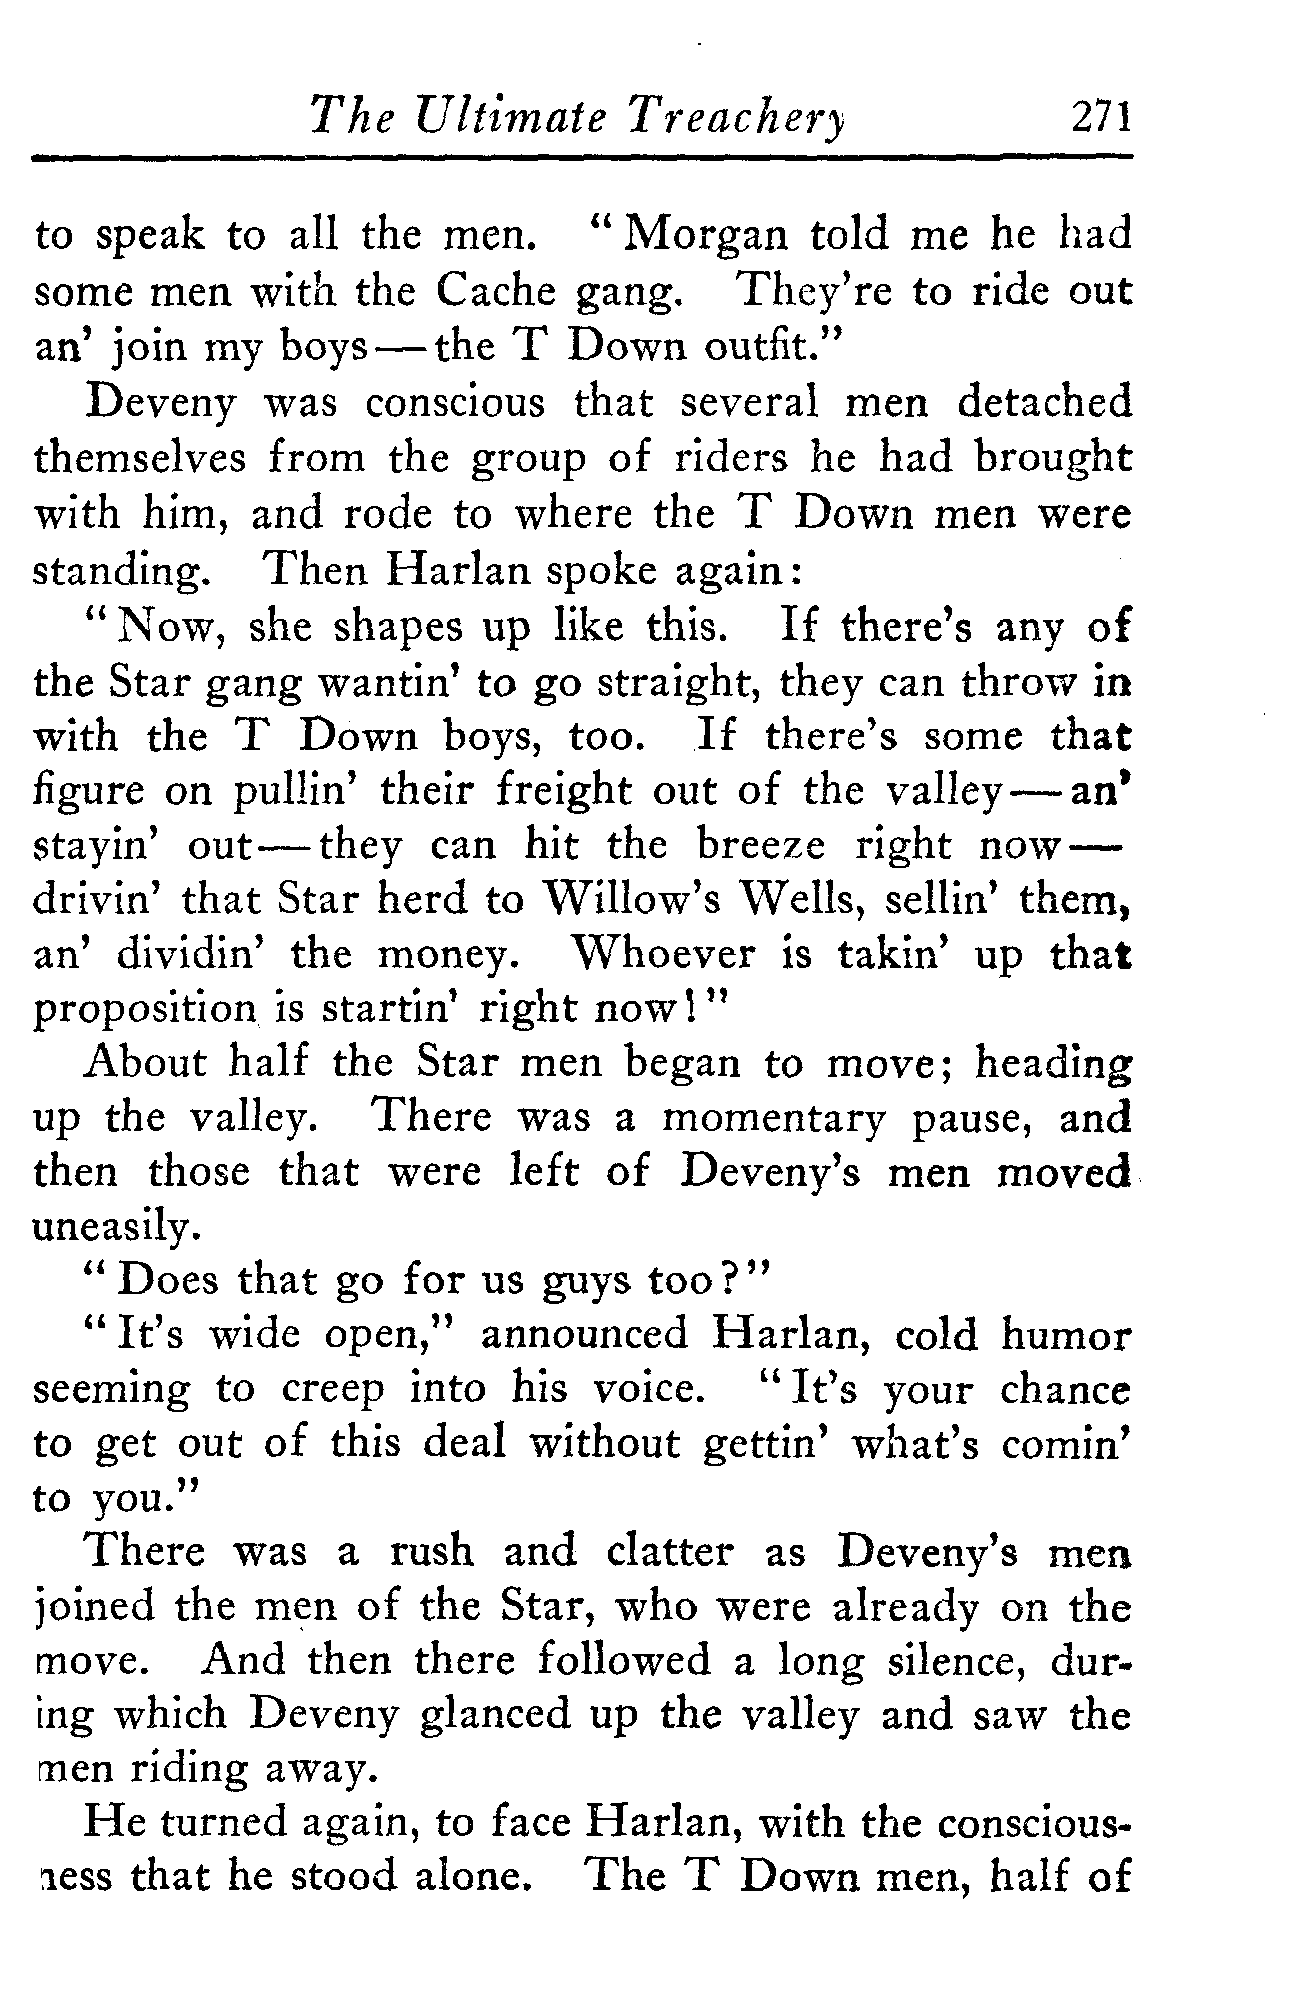 The Ultimate Treachery 271
to speak to all the men. "Morgan told me he had
some men with the Cache gang. They're to ride out
an' join my boys—the T Down outfit."
Deveny was conscious that several men detached
themselves from the group of riders he had brought
with him, and rode to where the T Down men were
standing. Then Harlan spoke again:
"Now, she shapes up like this. If there's any of
the Star gang wantin' to go straight, they can throw in
with the T Down boys, too. If there's some that
figure on pullin' their freight out of the valley—an'
stayin' out—they can hit the breeze right now—
drivin' that Star herd to Willow's Wells, sellin' them,
an' dividin' the money. Whoever is takin' up that
proposition is startin' right now!"
About half the Star men began to move; heading
up the valley. There was a momentary pause, and
then those that were left of Deveny's men moved
uneasily.
"Does that go for us guys too?"
"It's wide open," announced Harlan, cold humor
seeming to creep into his voice. "It's your chance
to get out of this deal without gettin' what's comin'
to you."
There was a rush and clatter as Deveny's men
joined the men of the Star, who were already on the
move. And then there followed a long silence, dur-
ing which Deveny glanced up the valley and saw the
men riding away.
He turned again, to face Harlan, with the conscious-
ness that he stood alone. The T Down men, half of